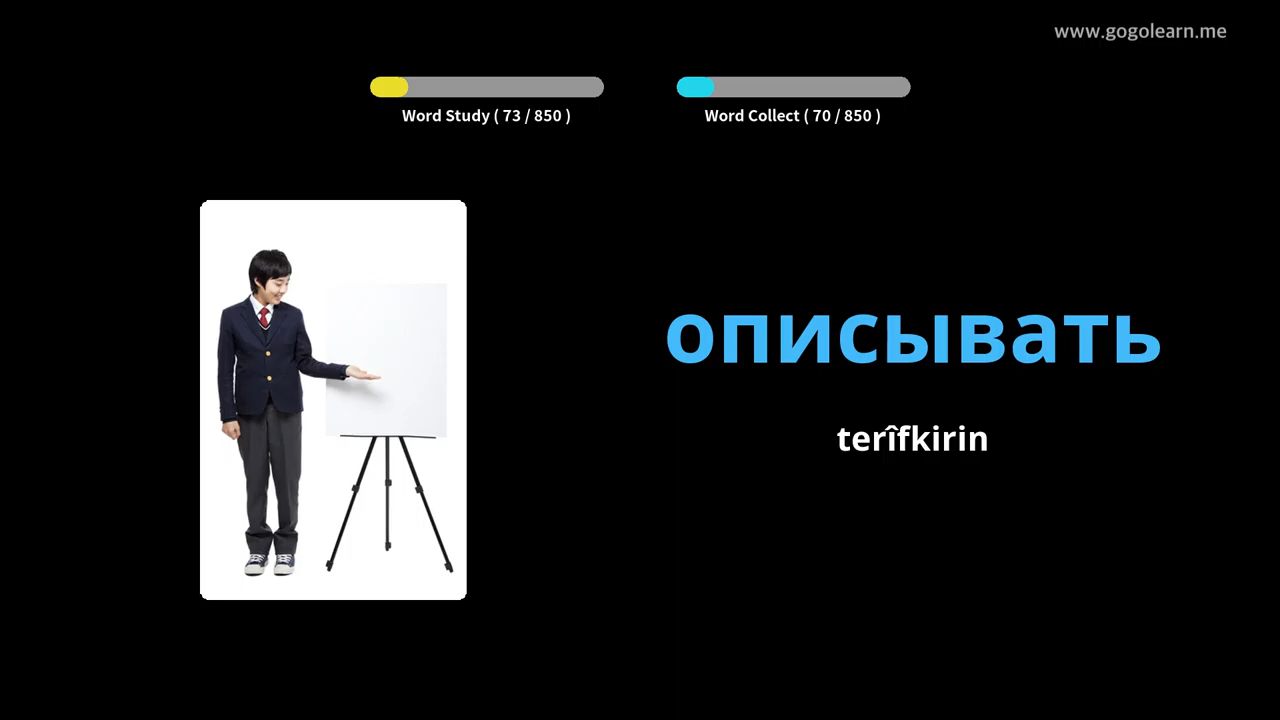 www.gogolearn.me
Word Study ( 73 / 850 )
Word Collect ( 70 / 850 )
описывать
terîfkirin